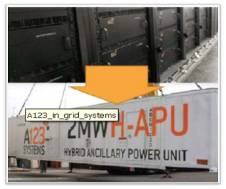 A123_in_grid_systems
A123
SYSTEMS
2MW H-APU
HYBRID ANCILLARY POWER UNIT